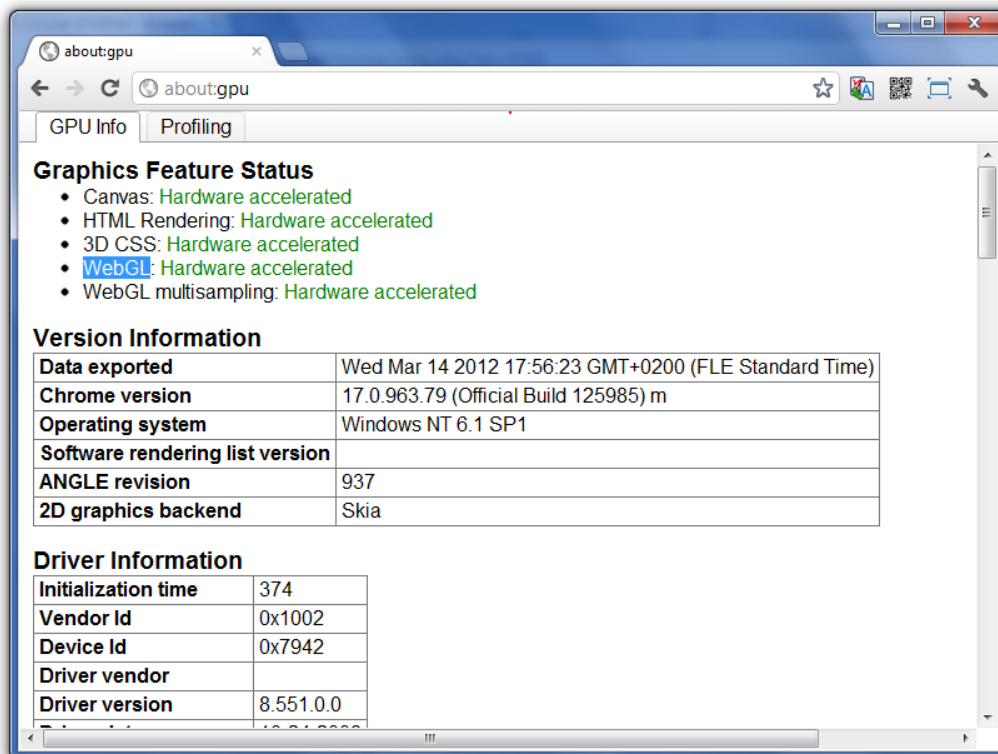 about:gpu
about:gpu
GPU Info Profiling
Graphics Feature Status
Canvas: Hardware accelerated
HTML Rendering: Hardware accelerated
3D CSS: Hardware accelerated
WebGL: Hardware accelerated
WebGL multisampling: Hardware accelerated
Version Information
Data exported Wed Mar 14 2012 17:56:23 GMT+0200 (FLE Standard Time)
Chrome version 17.0.963.79 (Official Build 125985) m
Operating system Windows NT 6.1 SP1
Software rendering list version
ANGLE revision 937
2D graphics backend Skia
Driver Information
Initialization time 374
Vendor Id 0x1002
Device Id 0x7942
Driver vendor
Driver version 8.551.0.0